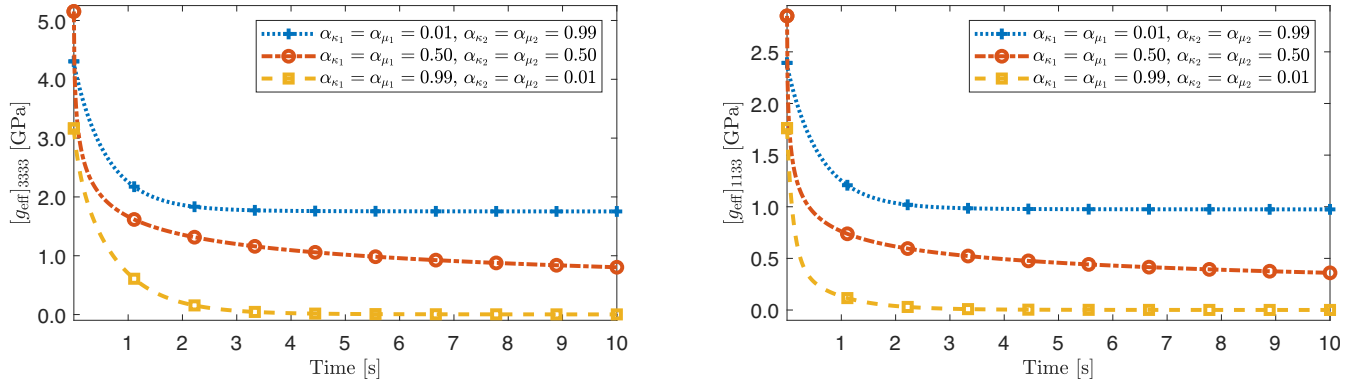 [g_eff]_3333 [GPa]
5.0
4.0
3.0
2.0
1.0
0.0
α_κ1 = α_μ1 = 0.01, α_κ2 = α_μ2 = 0.99
α_κ1 = α_μ1 = 0.50, α_κ2 = α_μ2 = 0.50
α_κ1 = α_μ1 = 0.99, α_κ2 = α_μ2 = 0.01
1 2 3 4 5 6 7 8 9 10
Time [s]
[g_eff]_1133 [GPa]
2.5
2.0
1.5
1.0
0.5
0.0
α_κ1 = α_μ1 = 0.01, α_κ2 = α_μ2 = 0.99
α_κ1 = α_μ1 = 0.50, α_κ2 = α_μ2 = 0.50
α_κ1 = α_μ1 = 0.99, α_κ2 = α_μ2 = 0.01
1 2 3 4 5 6 7 8 9 10
Time [s]